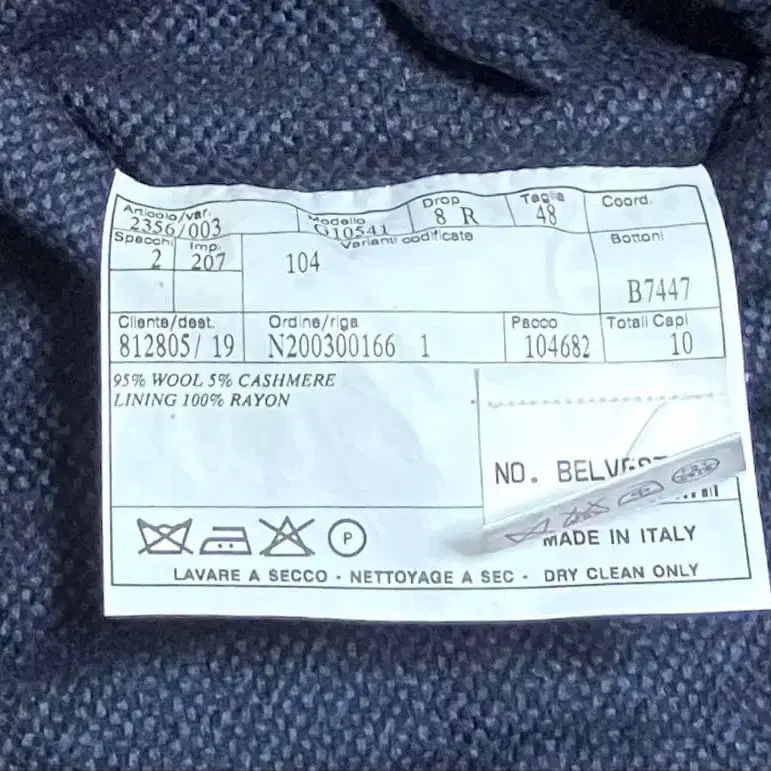 Articolo/var. Modello Drop Taglia Coord.
2356/003 G10541 8 R 48
Spacchi Imp. Varianti codificate Bottoni
2 207 104
B7447
Cliente/dest. Ordine/riga Pacco Totali Capi
812805/ 19 N200300166 1 104682 10
95% WOOL 5% CASHMERE
LINING 100% RAYON
NO.
MADE IN ITALY
P
LAVARE A SECCO - NETTOYAGE A SEC - DRY CLEAN ONLY